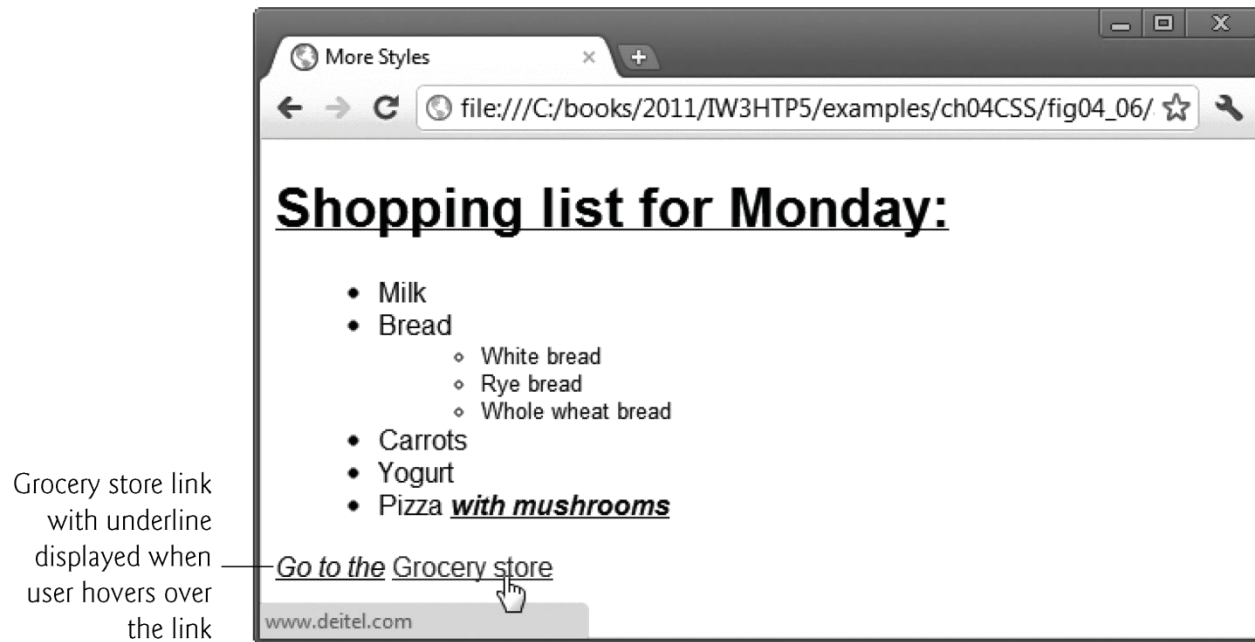 More Styles
file:///C:/books/2011/IW3HTP5/examples/ch04CSS/fig04_06/
Shopping list for Monday:
Milk
Bread
White bread
Rye bread
Whole wheat bread
Carrots
Yogurt
Pizza with mushrooms
Go to the Grocery store
www.deitel.com
Grocery store link
with underline
displayed when
user hovers over
the link